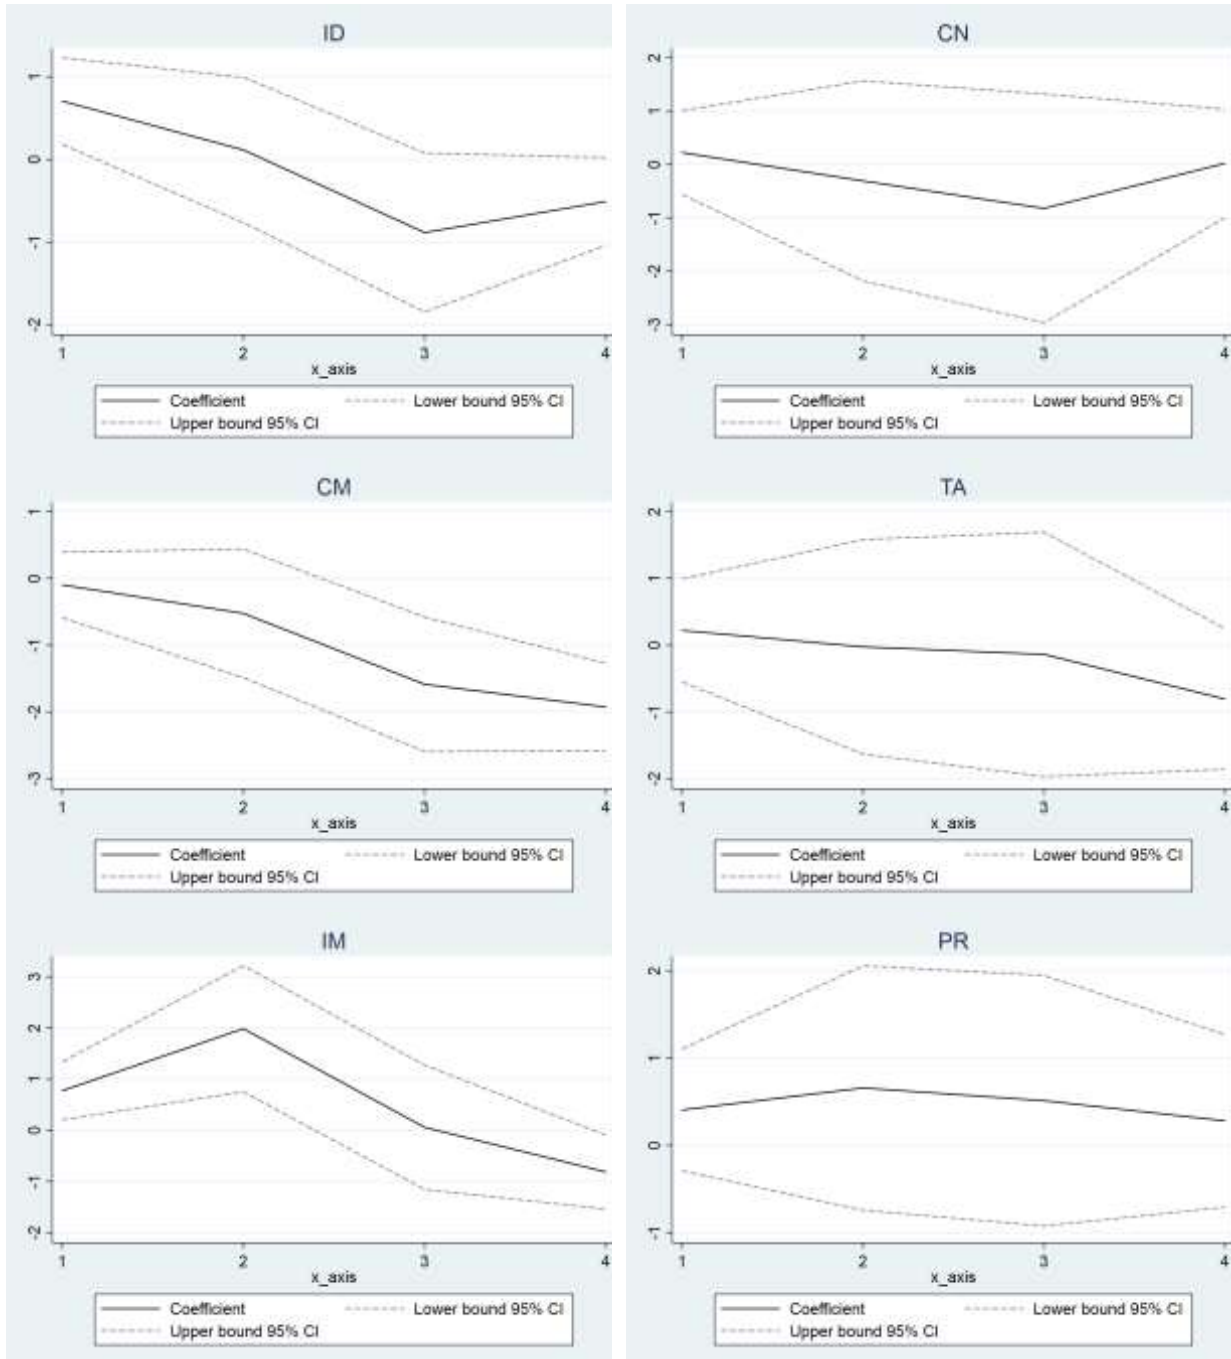 ID
1
0
-1
-2
1 2 3 4
x_axis
Coefficient Lower bound 95% CI
Upper bound 95% CI
CN
2
1
0
-1
-2
-3
1 2 3 4
x_axis
Coefficient Lower bound 95% CI
Upper bound 95% CI
CM
1
0
-1
-2
-3
1 2 3 4
x_axis
Coefficient Lower bound 95% CI
Upper bound 95% CI
TA
2
1
0
-1
-2
1 2 3 4
x_axis
Coefficient Lower bound 95% CI
Upper bound 95% CI
IM
3
2
1
0
-1
-2
1 2 3 4
x_axis
Coefficient Lower bound 95% CI
Upper bound 95% CI
PR
2
1
0
-1
1 2 3 4
x_axis
Coefficient Lower bound 95% CI
Upper bound 95% CI